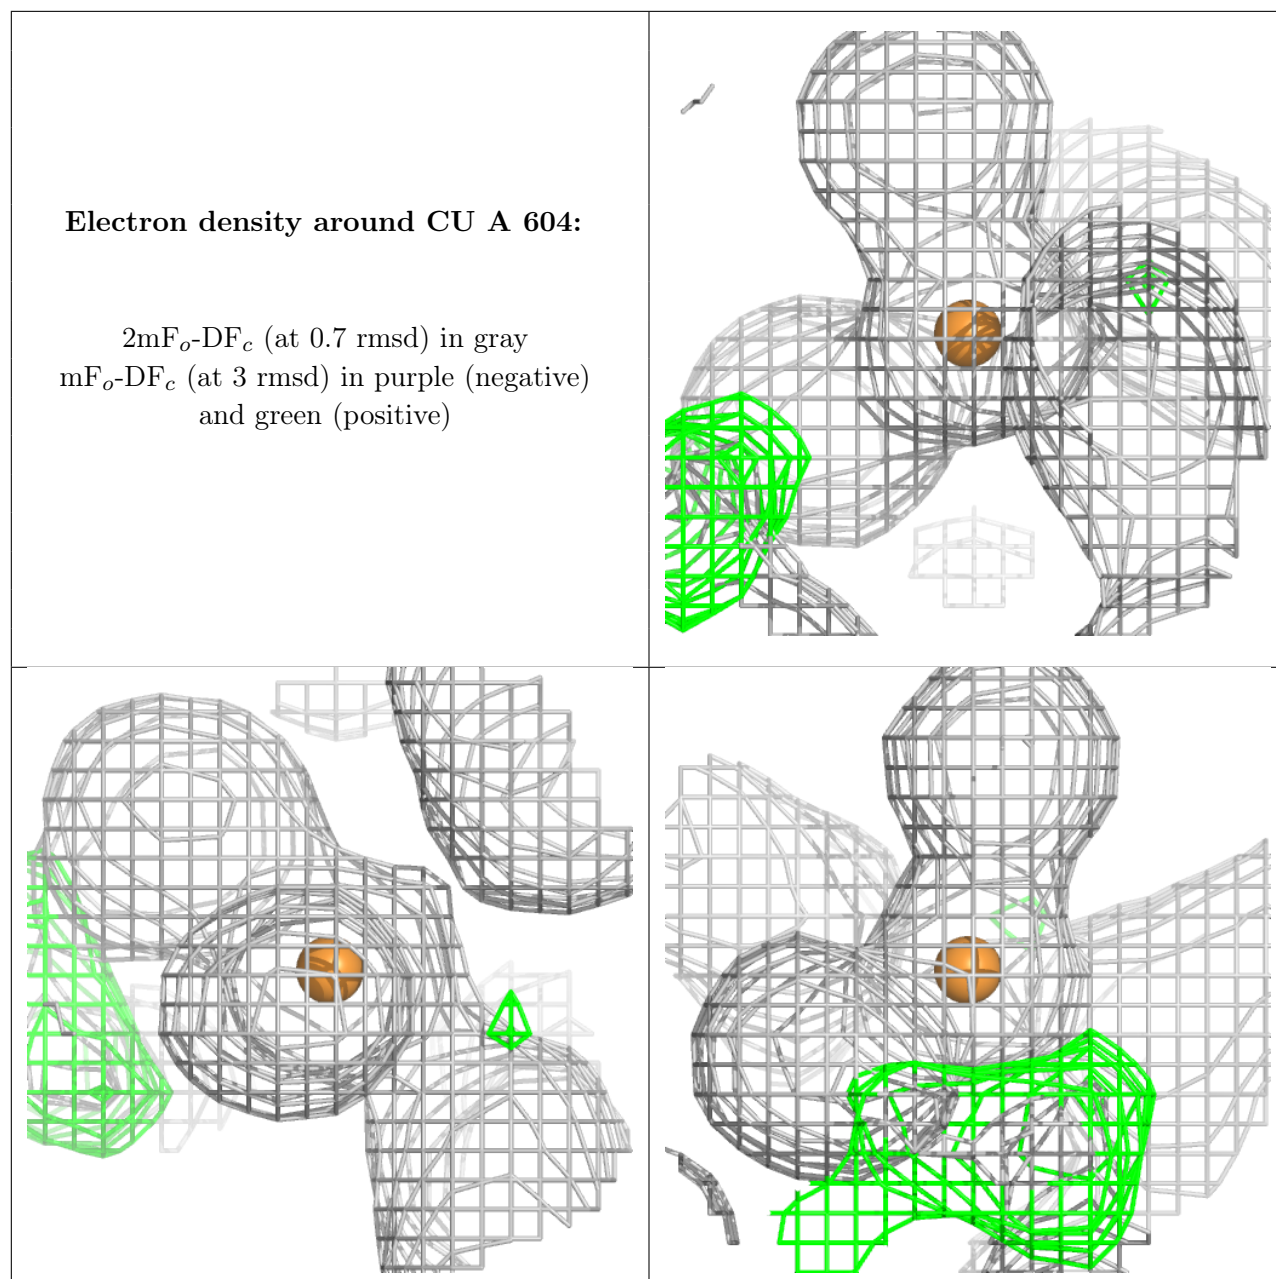 Electron density around CU A 604:
2mFo-DFc (at 0.7 rmsd) in gray
mFo-DFc (at 3 rmsd) in purple (negative)
and green (positive)